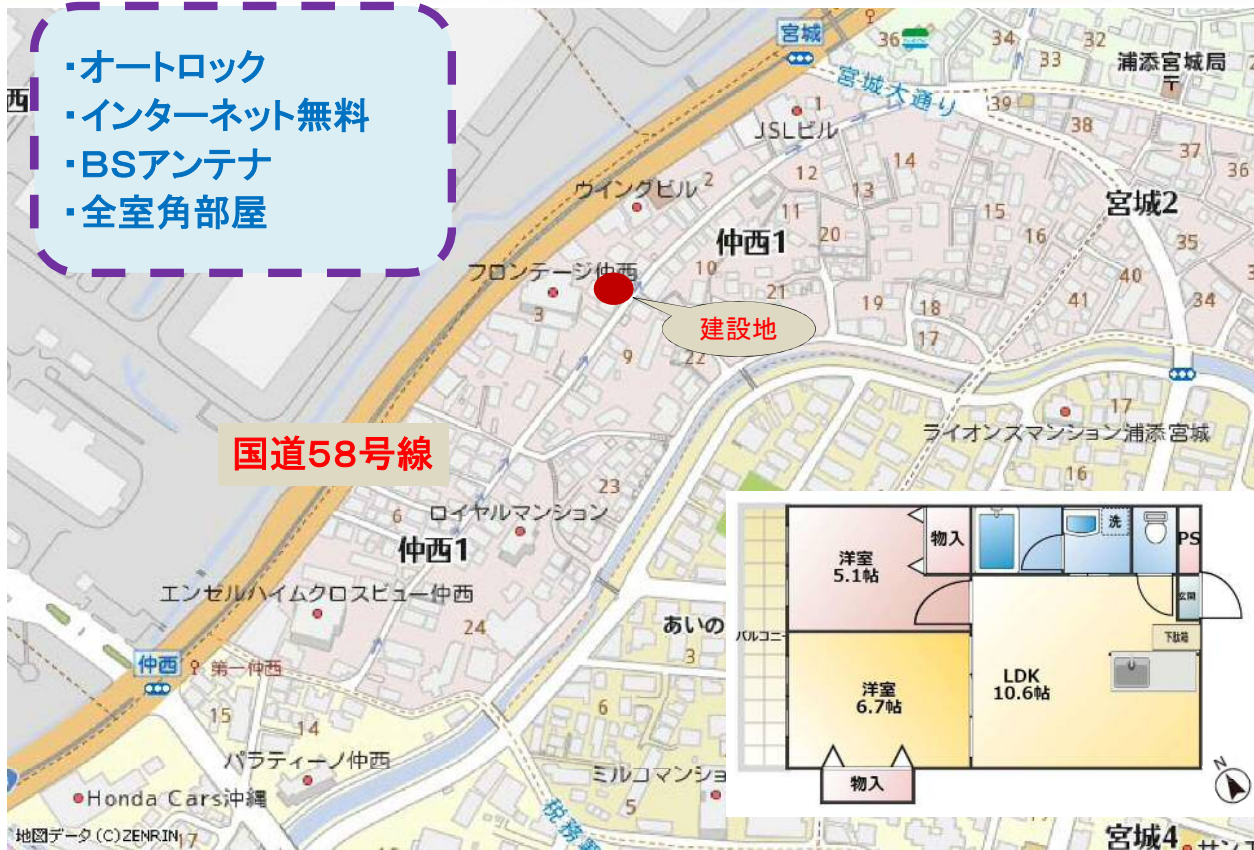 ・オートロック
・インターネット無料
・BSアンテナ
・全室角部屋
西
宮城
36
34
32
33
浦添宮城局
宮城大通り
39
38
1
JSLビル
37
36
14
12
13
ウイングビル
2
11
15
宮城2
仲西1
20
16
35
フロンテージ仲西
10
21
40
3
19
18
41
34
建設地
17
9
22
17
ライオンスマンション浦添宮城
16
国道58号線
23
6
ロイヤルマンション
仲西1
エンゼルハイムクロスビュー仲西
24
あいの
3
仲西
第一仲西
15
14
6
パラティーノ仲西
ミルコマンショ
5
Honda Cars沖縄
税務署
地図データ(C)ZENRIN
17
宮城4
サンコ
洋室
5.1帖
物入
洗
PS
玄関
下駄箱
バルコニー
洋室
6.7帖
LDK
10.6帖
物入
N